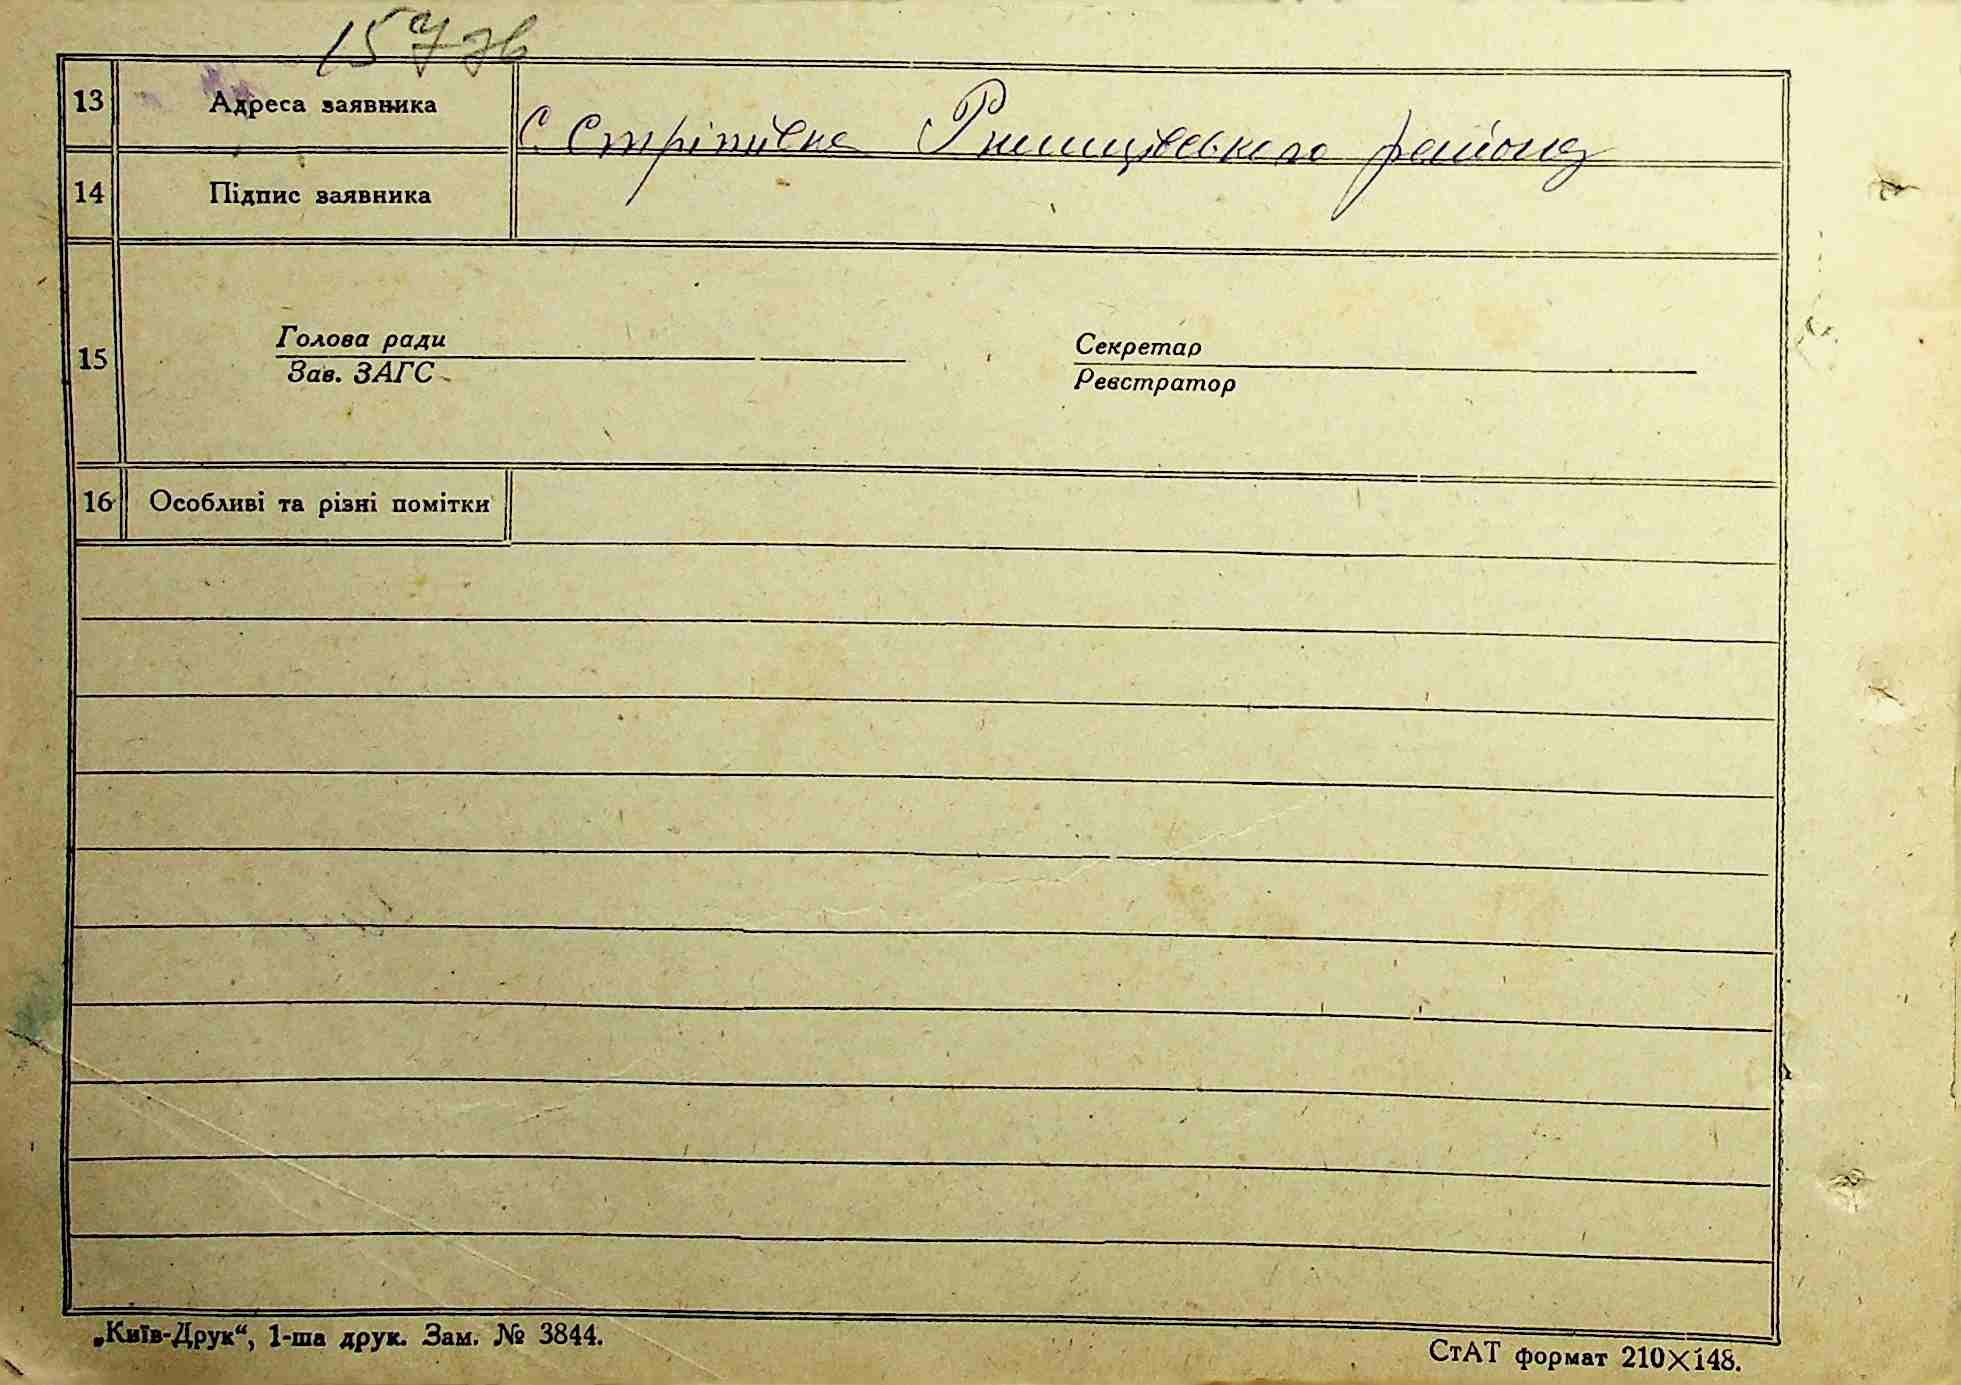 157зв
13 Адреса заявника с. Стрітівка Ржищівського району
14 Підпис заявника
15
Голова ради Секретар
Зав. ЗАГС Реєстратор
16 Особливі та різні помітки
„Київ-Друк“, 1-ша друк. Зам. № 3844.
СтАТ формат 210×148.